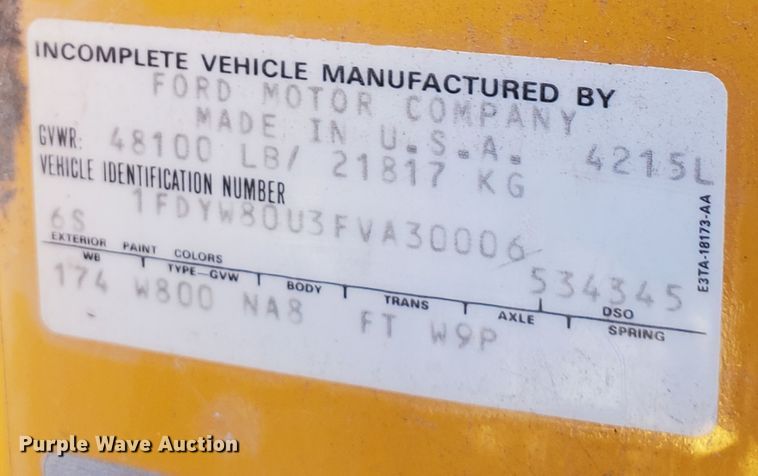 INCOMPLETE VEHICLE MANUFACTURED BY
FORD MOTOR COMPANY
MADE IN U.S.A.
GVWR: 48100 LB/ 21817 KG 4215L
VEHICLE IDENTIFICATION NUMBER
1FDYW80U3FVA30006
6S 534345
EXTERIOR PAINT COLORS DSO
WB TYPE—GVW BODY TRANS AXLE SPRING
174 W800 NA8 FT W9P
E3TA-18173-AA
Purple Wave Auction